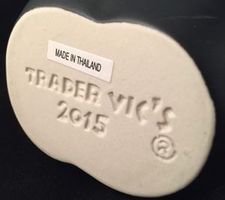 MADE IN THAILAND
TRADER VIC'S
2015
®